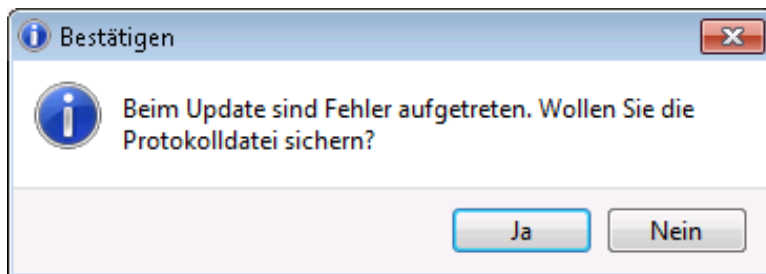 Bestätigen
Beim Update sind Fehler aufgetreten. Wollen Sie die
Protokolldatei sichern?
Ja Nein